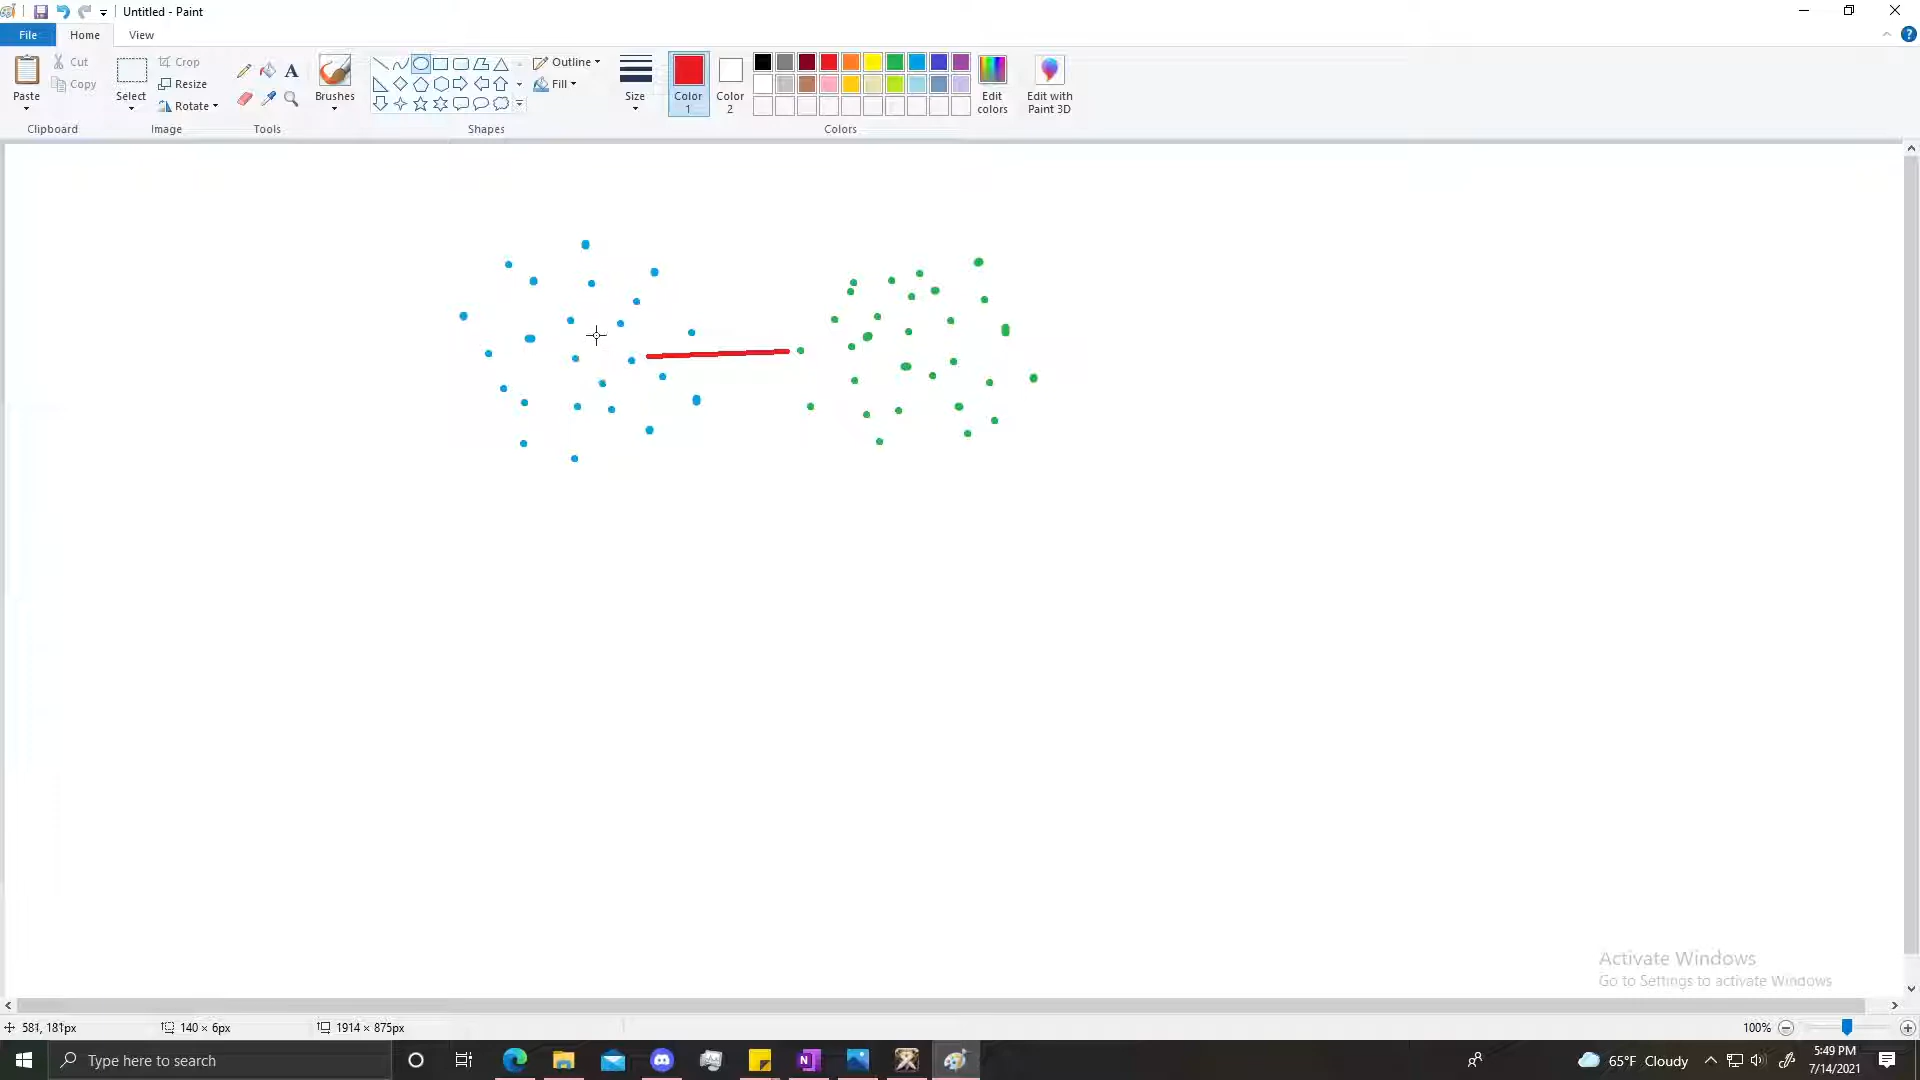 Untitled - Paint
File Home View
Paste
Cut
Copy
Clipboard
Select
Crop
Resize
Rotate
Image
A
Tools
Brushes
Outline
Fill
Shapes
Size
Color 1
Color 2
Edit colors
Edit with Paint 3D
Colors
Activate Windows
Go to Settings to activate Windows.
581, 181px 140 × 6px 1914 × 875px 100%
Type here to search
N
65°F Cloudy
5:49 PM
7/14/2021